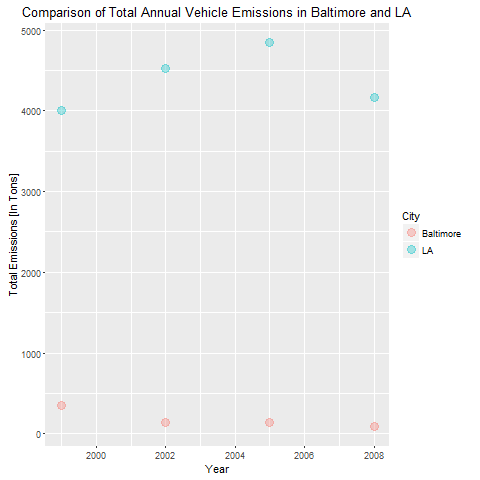 Comparison of Total Annual Vehicle Emissions in Baltimore and LA
5000
4000
3000
2000
1000
0
Total Emissions [In Tons]
2000 2002 2004 2006 2008
Year
City
Baltimore
LA